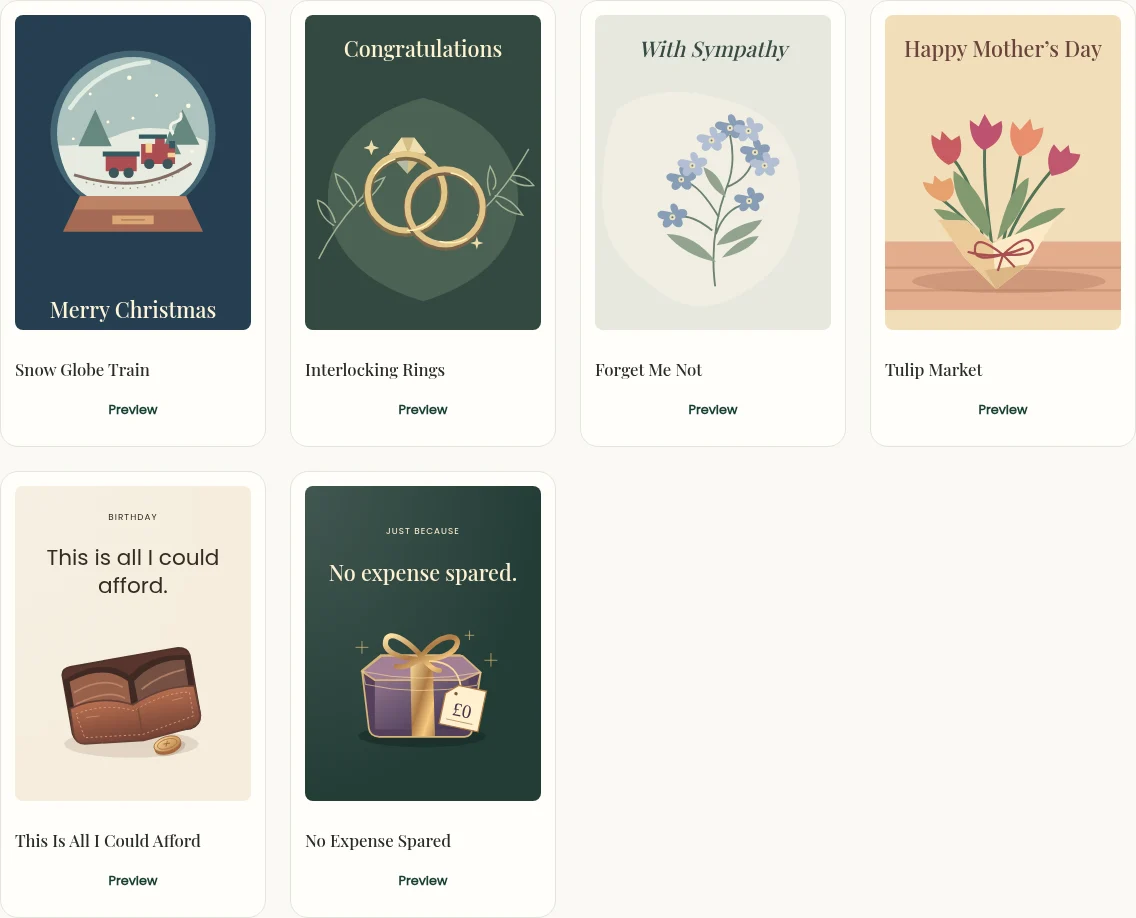 Congratulations
With Sympathy
Happy Mother’s Day
Merry Christmas
Snow Globe Train
Interlocking Rings
Forget Me Not
Tulip Market
Preview
Preview
Preview
Preview
BIRTHDAY
This is all I could
afford.
JUST BECAUSE
No expense spared.
£0
This Is All I Could Afford
No Expense Spared
Preview
Preview